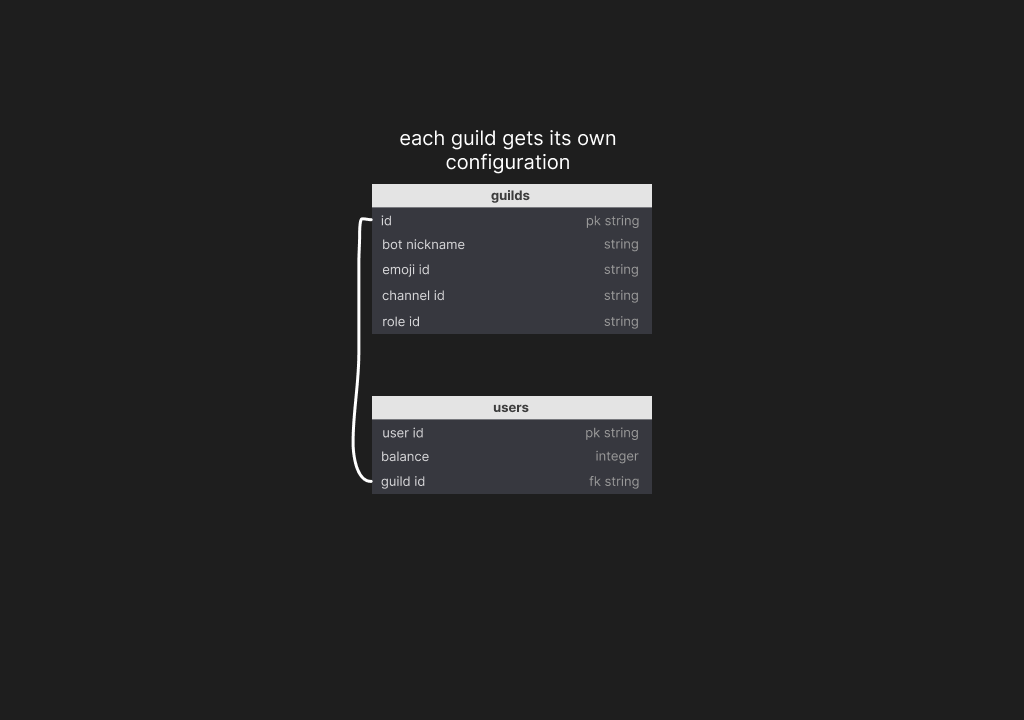 each guild gets its own
configuration
guilds
id pk string
bot nickname string
emoji id string
channel id string
role id string
users
user id pk string
balance integer
guild id fk string